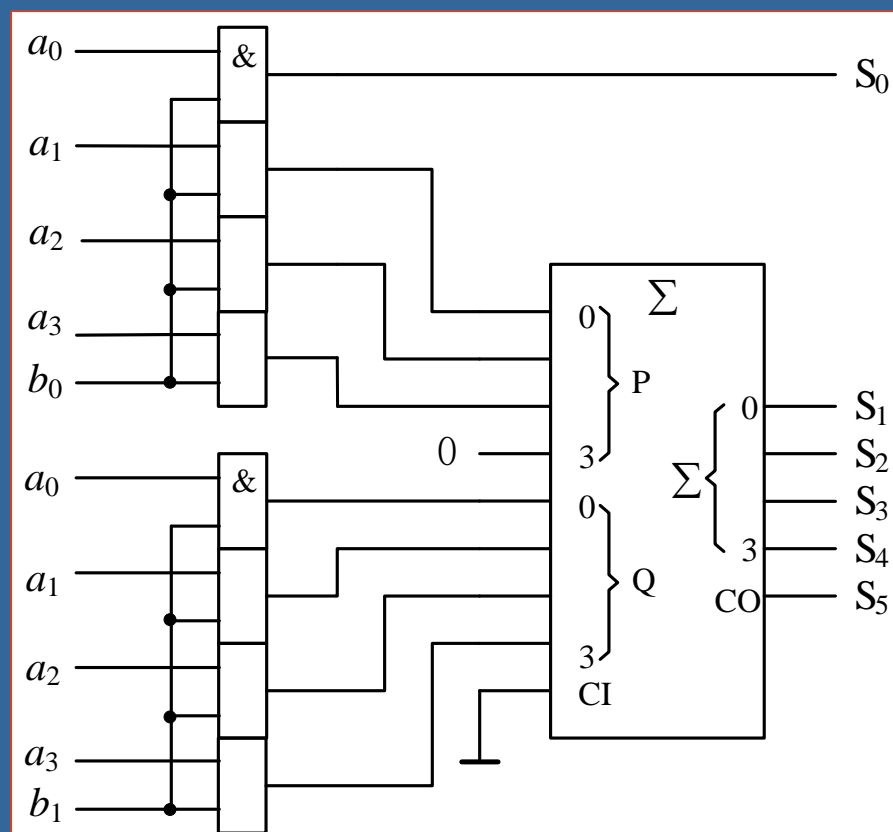 a₀
&
S₀
a₁
a₂
a₃
b₀
0
∑
0
P
3
0
Q
3
CI
∑
0
3
CO
S₁
S₂
S₃
S₄
S₅
a₀
&
a₁
a₂
a₃
b₁